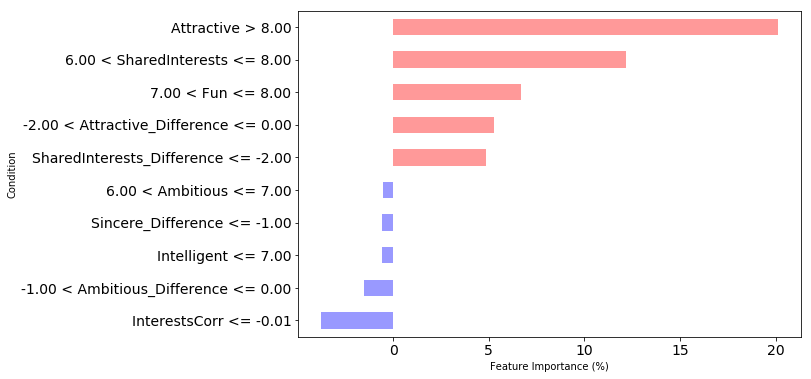 Attractive > 8.00
6.00 < SharedInterests <= 8.00
7.00 < Fun <= 8.00
-2.00 < Attractive_Difference <= 0.00
SharedInterests_Difference <= -2.00
6.00 < Ambitious <= 7.00
Sincere_Difference <= -1.00
Intelligent <= 7.00
-1.00 < Ambitious_Difference <= 0.00
InterestsCorr <= -0.01
Condition
0 5 10 15 20
Feature Importance (%)